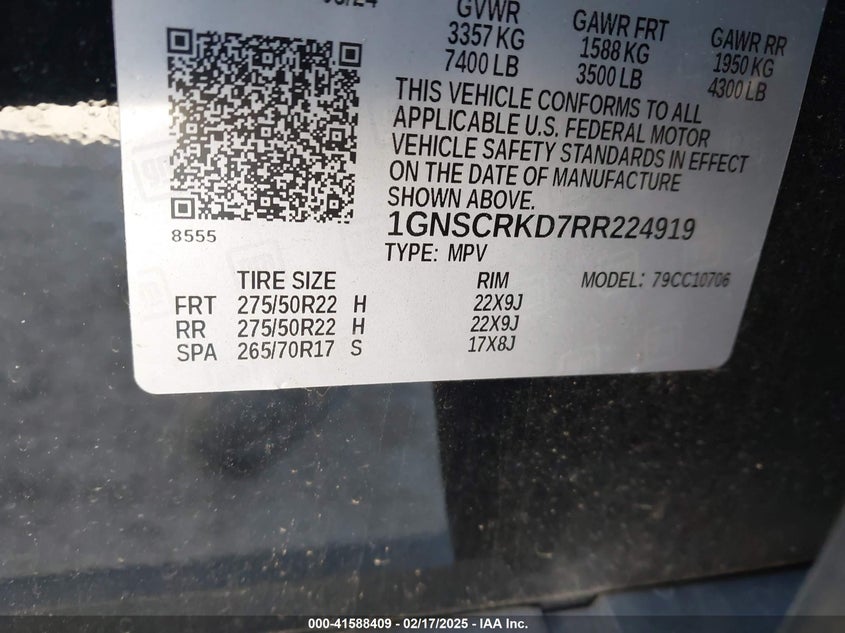 GVWR
3357 KG
7400 LB
GAWR FRT
1588 KG
3500 LB
GAWR RR
1950 KG
4300 LB
THIS VEHICLE CONFORMS TO ALL
APPLICABLE U.S. FEDERAL MOTOR
VEHICLE SAFETY STANDARDS IN EFFECT
ON THE DATE OF MANUFACTURE
SHOWN ABOVE.
8555
1GNSCRKD7RR224919
TYPE: MPV
TIRE SIZE RIM MODEL: 79CC10706
FRT 275/50R22 H 22X9J
RR 275/50R22 H 22X9J
SPA 265/70R17 S 17X8J
000-41588409 - 02/17/2025 - IAA Inc.